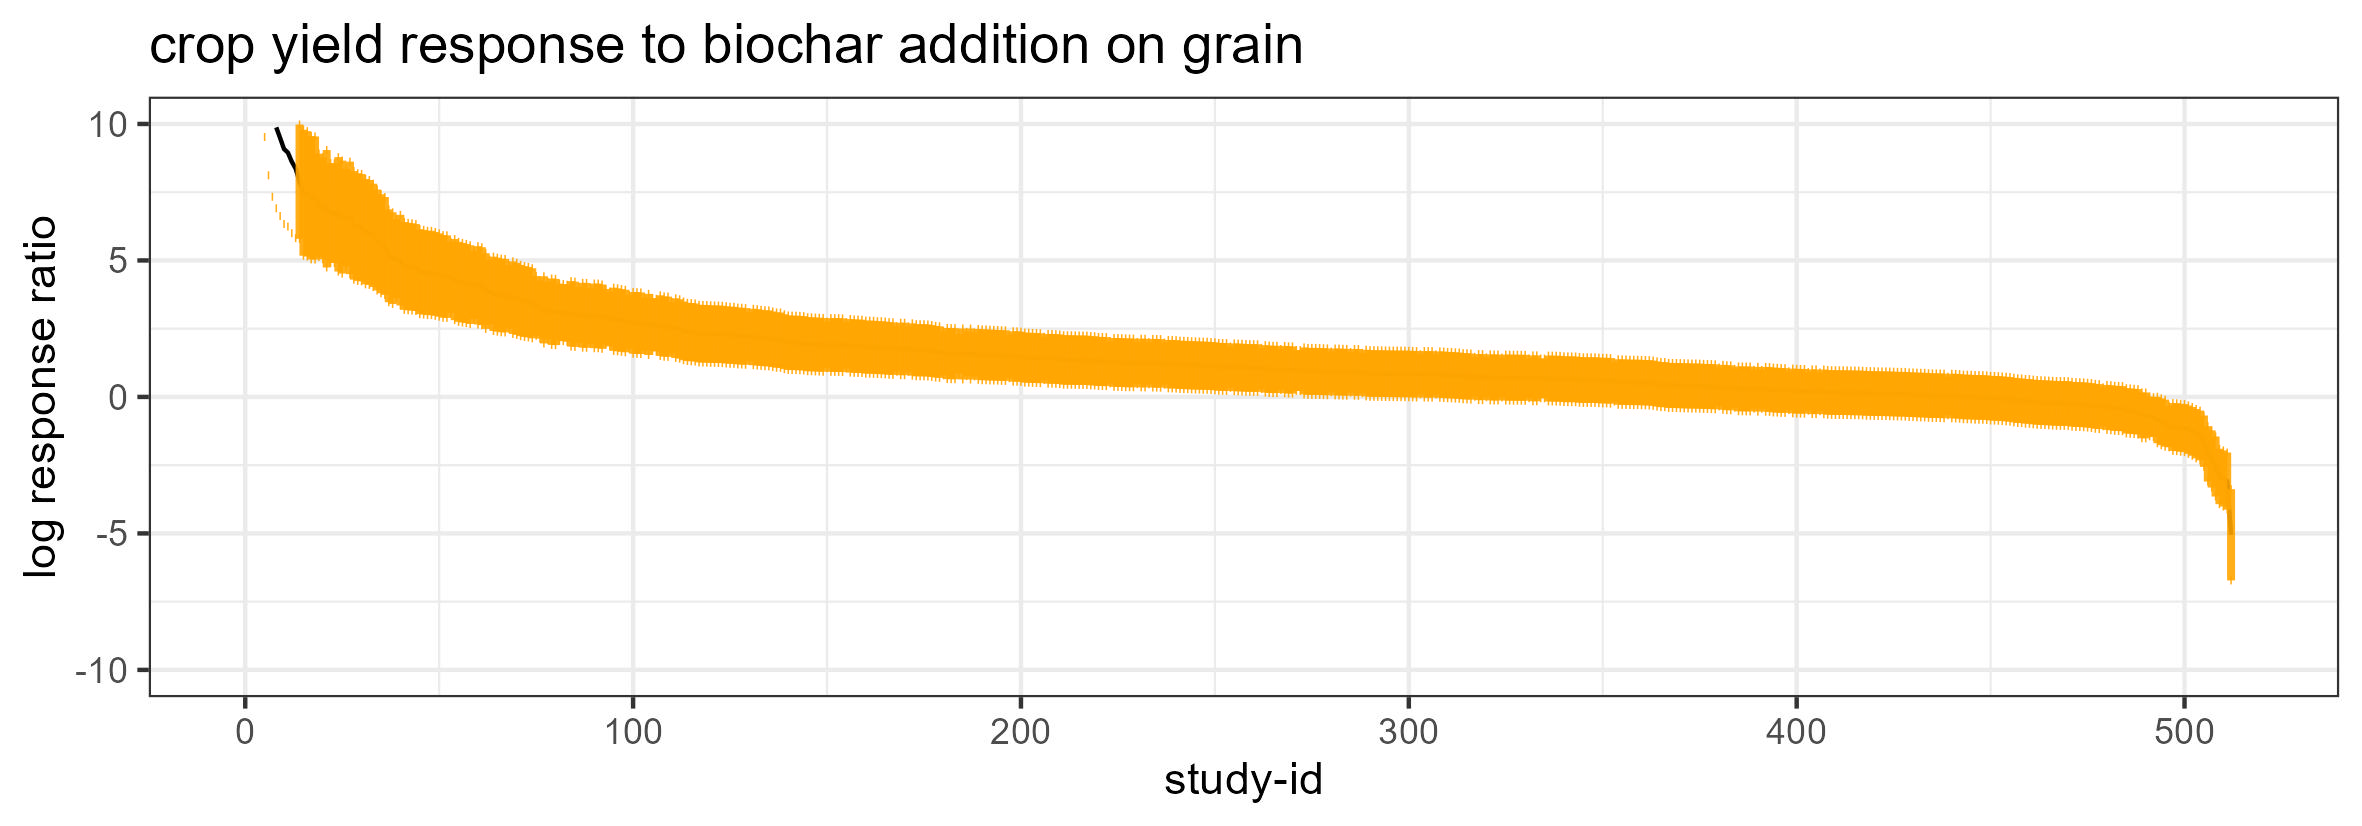 crop yield response to biochar addition on grain
log response ratio
10
5
0
-5
-10
0 100 200 300 400 500
study-id